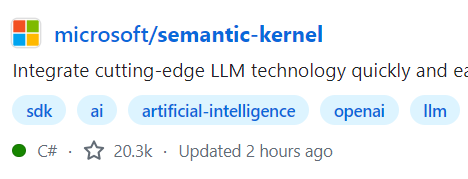 microsoft/semantic-kernel
Integrate cutting-edge LLM technology quickly and
sdk ai artificial-intelligence openai llm
C# · 20.3k · Updated 2 hours ago